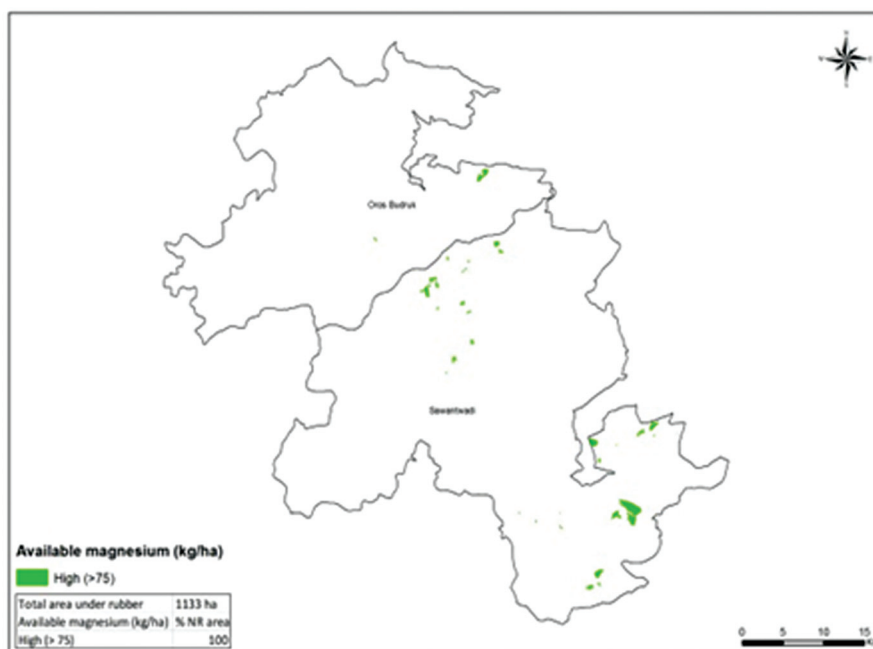 Oros Budruk
Sawantwadi
Available magnesium (kg/ha)
High (>75)
Total area under rubber 1133 ha
Available magnesium (kg/ha) % NR area
High (> 75) 100
0 5 10 15